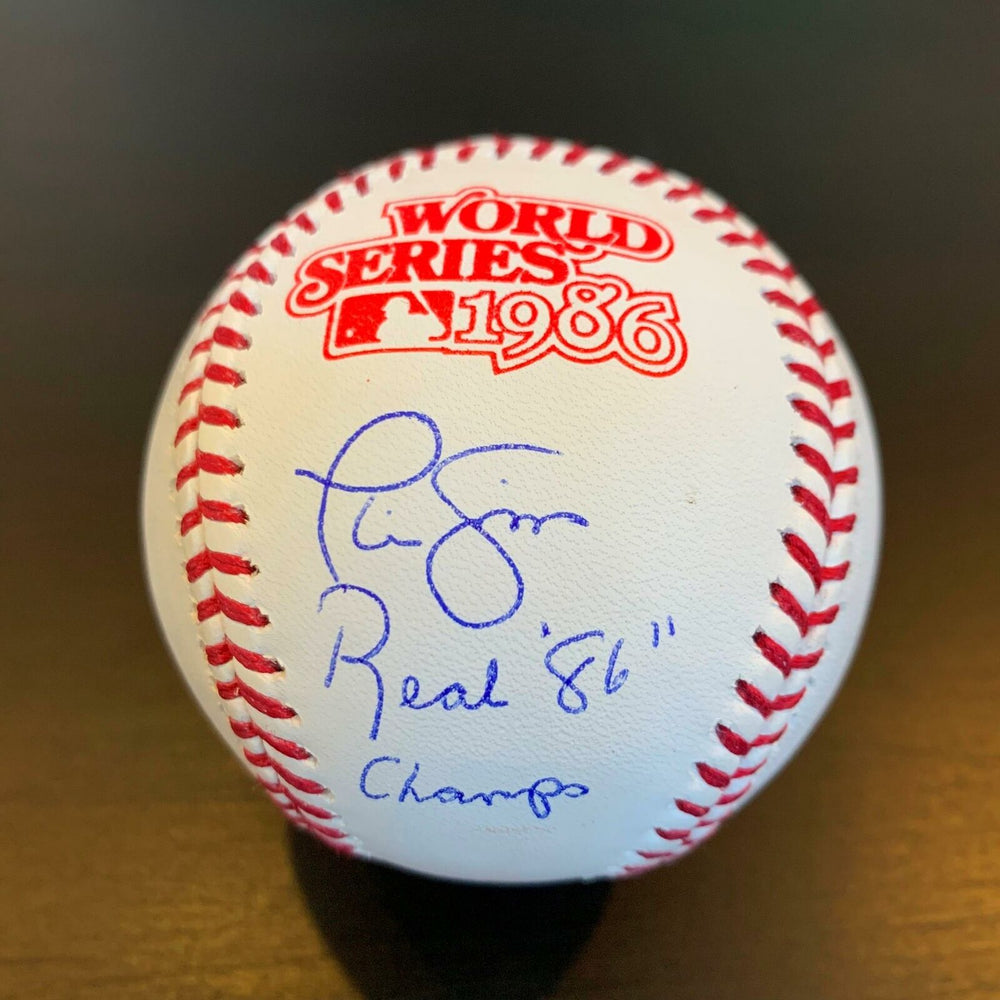 WORLD
SERIES
1986
Real '86"
Champs